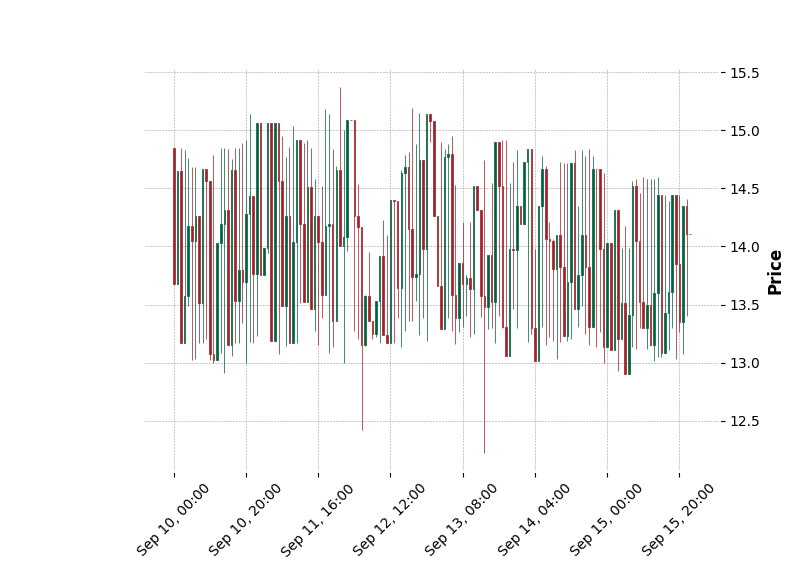 15.5
15.0
14.5
14.0
13.5
13.0
12.5
Price
Sep 10, 00:00
Sep 10, 20:00
Sep 11, 16:00
Sep 12, 12:00
Sep 13, 08:00
Sep 14, 04:00
Sep 15, 00:00
Sep 15, 20:00